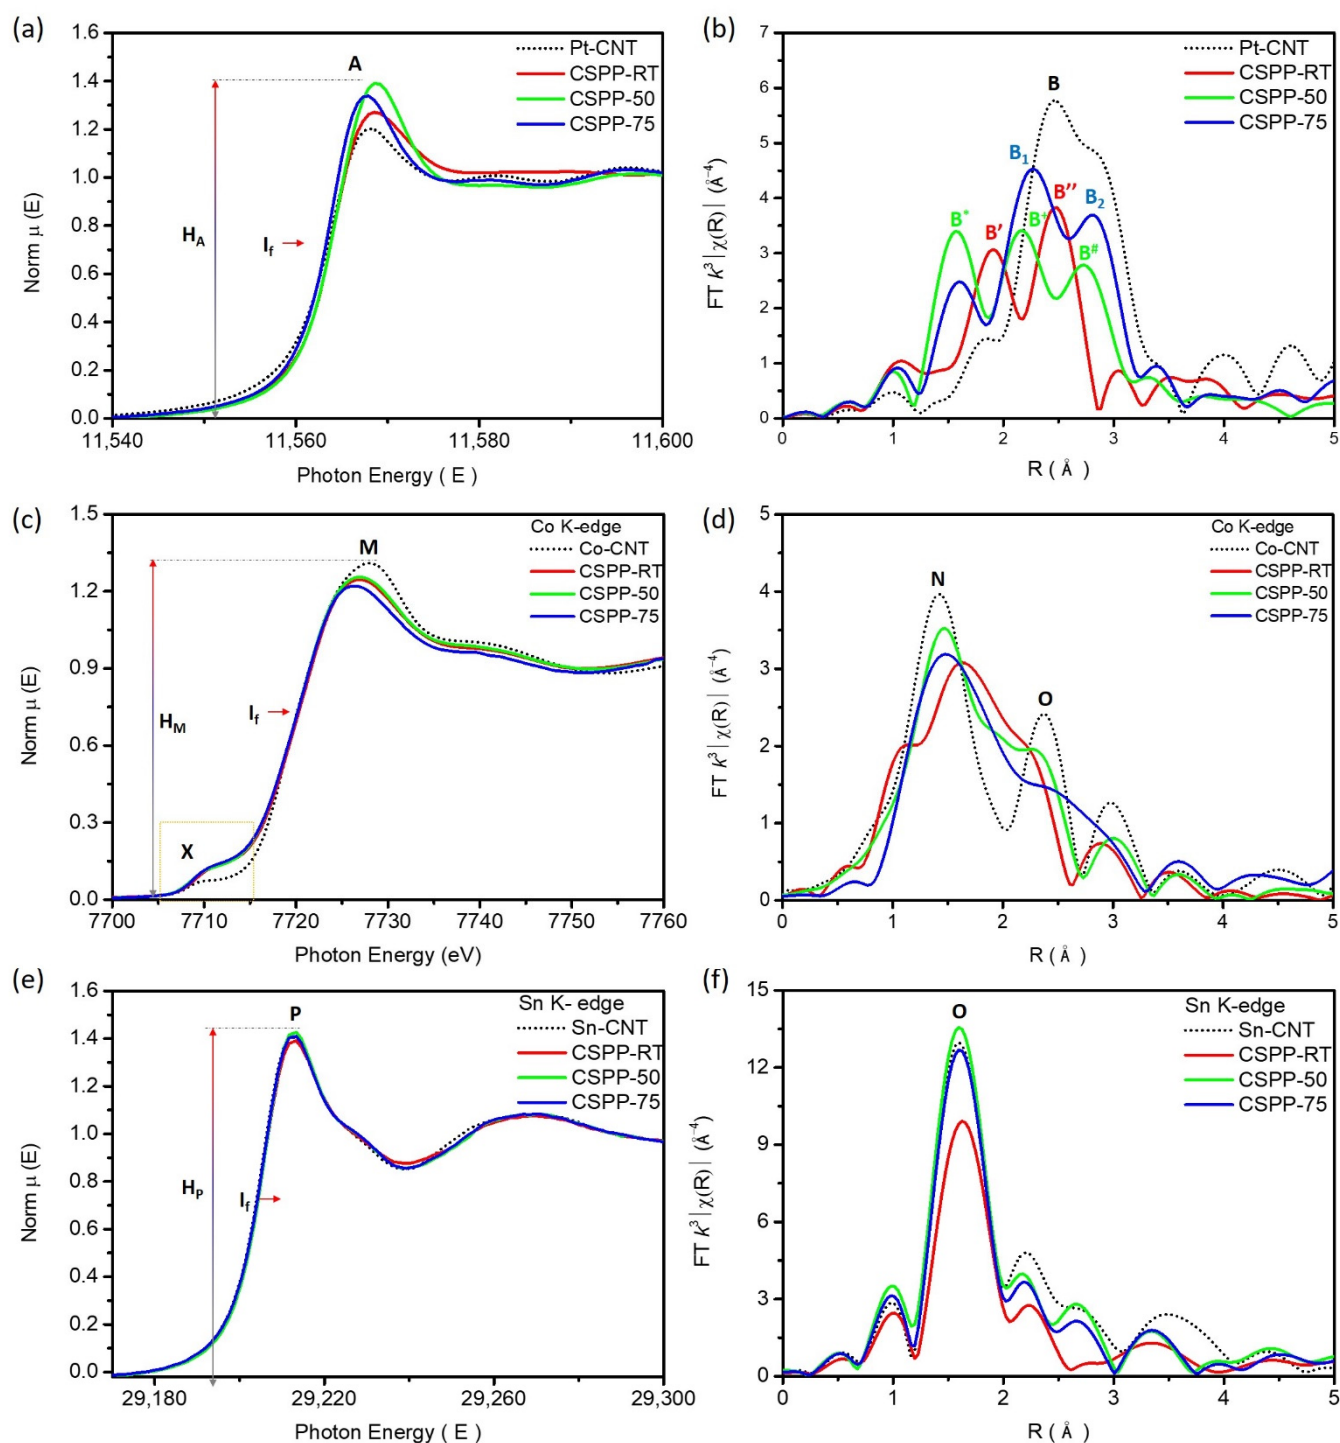 (a)
1.6
1.4
1.2
1.0
0.8
0.6
0.4
0.2
0.0
Norm μ (E)
A
H_A
I_f
Pt-CNT
CSPP-RT
CSPP-50
CSPP-75
11,540
11,560
11,580
11,600
Photon Energy ( E )
(b)
7
6
5
4
3
2
1
0
FT k³|χ(R)| (Å⁻⁴)
Pt-CNT
CSPP-RT
CSPP-50
CSPP-75
B
B₁
B''
B₂
B*
B'
B⁺
B^#
0
1
2
3
4
5
R ( Å )
(c)
1.5
1.2
0.9
0.6
0.3
0.0
Norm μ (E)
M
H_M
I_f
X
Co K-edge
Co-CNT
CSPP-RT
CSPP-50
CSPP-75
7700
7710
7720
7730
7740
7750
7760
Photon Energy (eV)
(d)
5
4
3
2
1
0
FT k³|χ(R)| (Å⁻⁴)
Co K-edge
Co-CNT
CSPP-RT
CSPP-50
CSPP-75
N
O
0
1
2
3
4
5
R ( Å )
(e)
1.6
1.4
1.2
1.0
0.8
0.6
0.4
0.2
0.0
Norm μ (E)
P
H_P
I_f
Sn K- edge
Sn-CNT
CSPP-RT
CSPP-50
CSPP-75
29,180
29,220
29,260
29,300
Photon Energy ( E )
(f)
15
12
9
6
3
0
FT k³|χ(R)| (Å⁻⁴)
O
Sn K-edge
Sn-CNT
CSPP-RT
CSPP-50
CSPP-75
0
1
2
3
4
5
R ( Å )